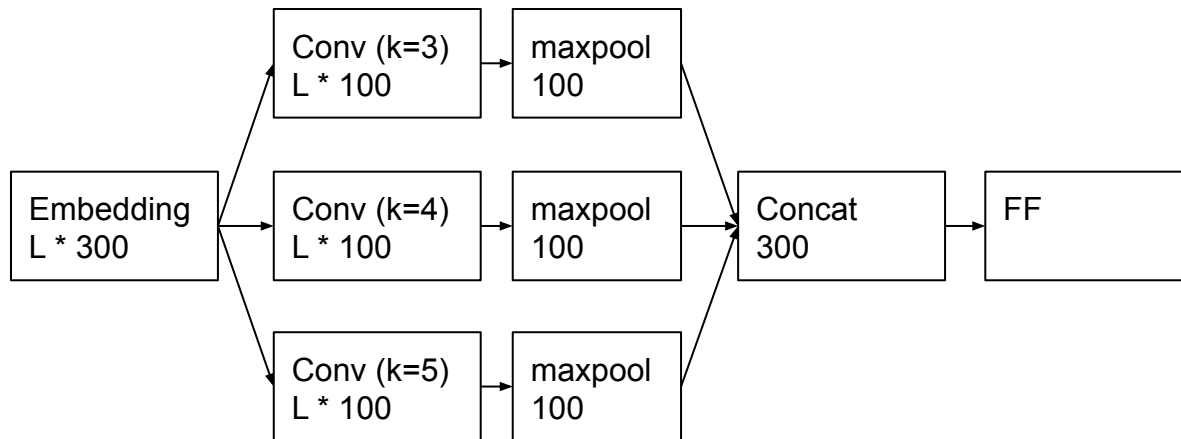 Conv (k=3)
L * 100
maxpool
100
Embedding
L * 300
Conv (k=4)
L * 100
maxpool
100
Concat
300
FF
Conv (k=5)
L * 100
maxpool
100